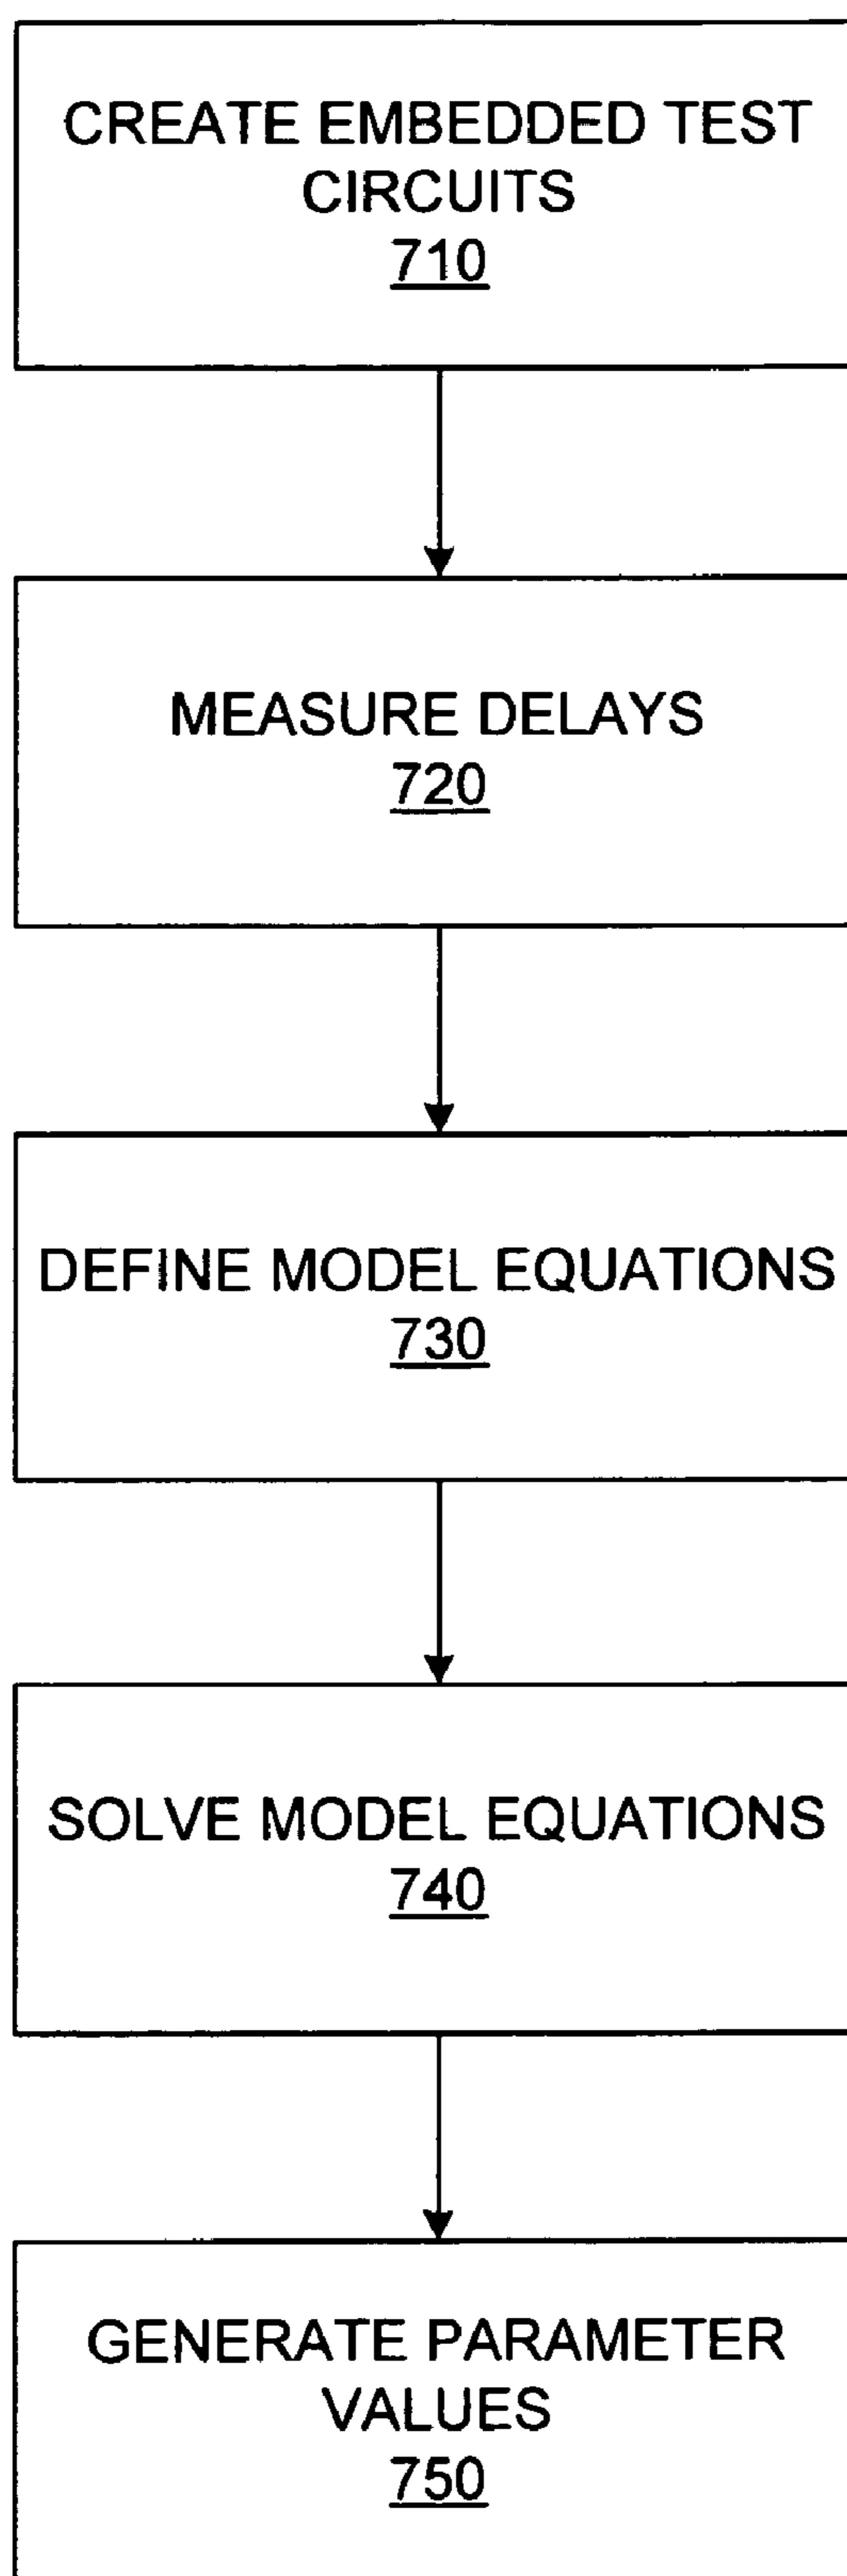 CREATE EMBEDDED TEST
CIRCUITS
710
MEASURE DELAYS
720
DEFINE MODEL EQUATIONS
730
SOLVE MODEL EQUATIONS
740
GENERATE PARAMETER
VALUES
750